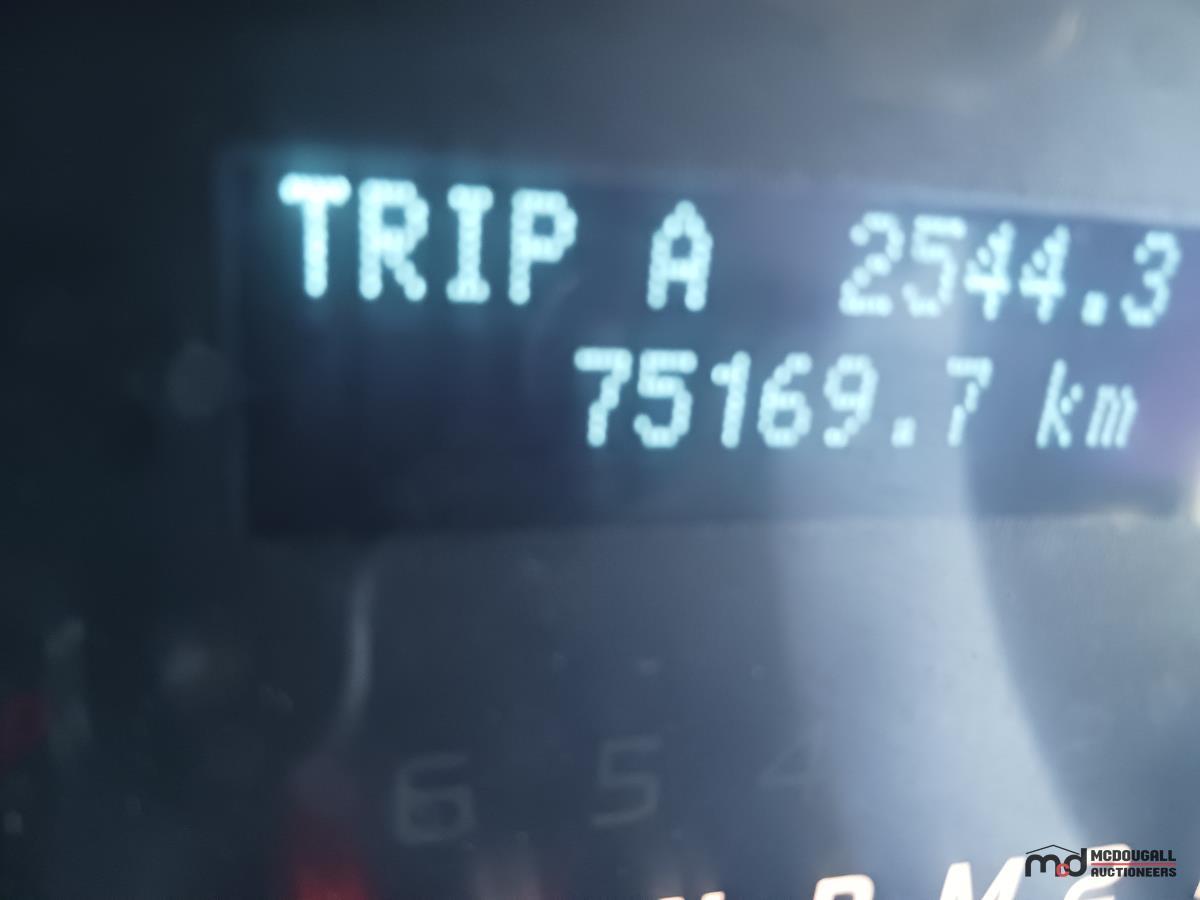 TRIP A 2544.3
75169.7 km
6 5 4
MCDOUGALL
AUCTIONEERS